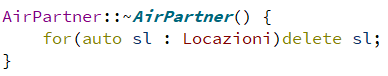 AirPartner::~AirPartner() {
    for(auto sl : Locazioni)delete sl;
}